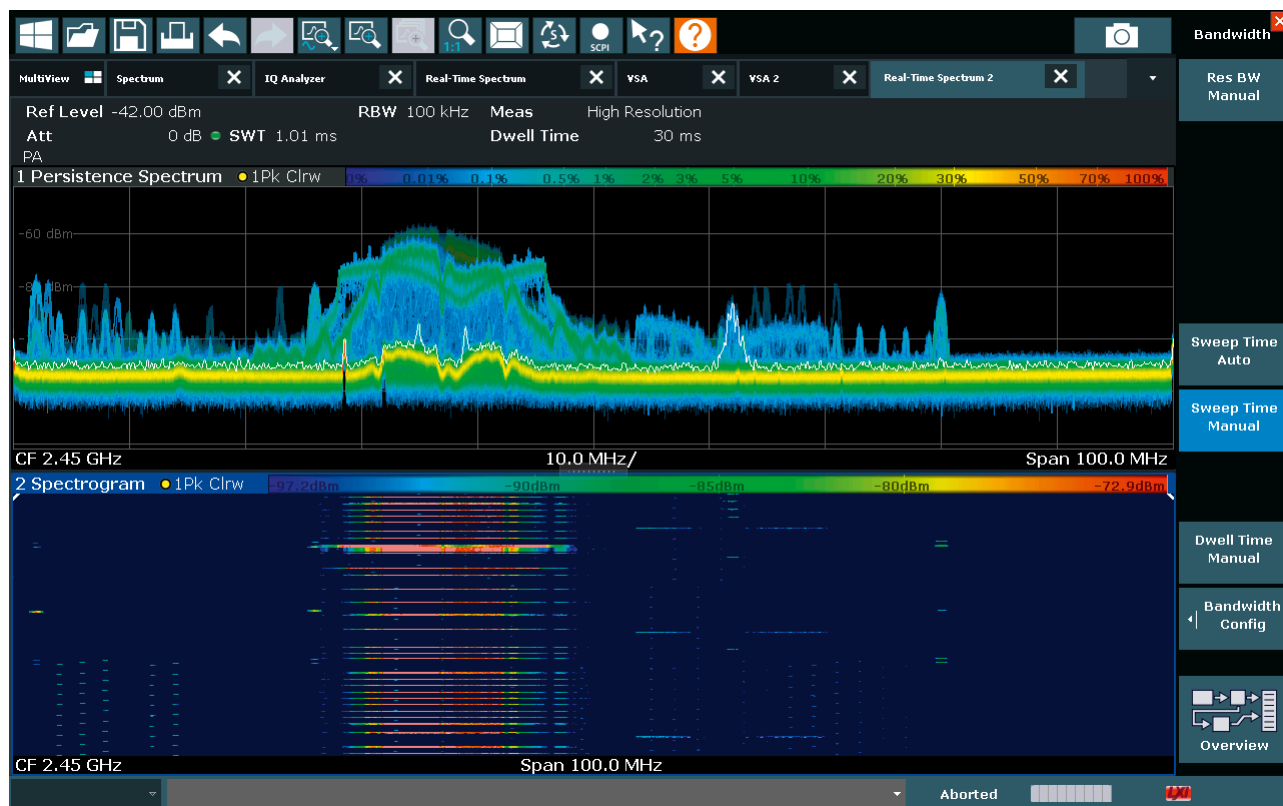 1:1 SCPI ? ? Bandwidth
MultiView Spectrum IQ Analyzer Real-Time Spectrum VSA VSA 2 Real-Time Spectrum 2
Res BW
Manual
Ref Level -42.00 dBm RBW 100 kHz Meas High Resolution
Att 0 dB SWT 1.01 ms Dwell Time 30 ms
PA
1 Persistence Spectrum 1Pk Clrw 0% 0.01% 0.1% 0.5% 1% 2% 3% 5% 10% 20% 30% 50% 70% 100%
-60 dBm
Sweep Time
Auto
Sweep Time
Manual
CF 2.45 GHz 10.0 MHz/ Span 100.0 MHz
2 Spectrogram 1Pk Clrw -97.2dBm -90dBm -85dBm -80dBm -72.9dBm
Dwell Time
Manual
Bandwidth
Config
Overview
CF 2.45 GHz Span 100.0 MHz
Aborted LXI